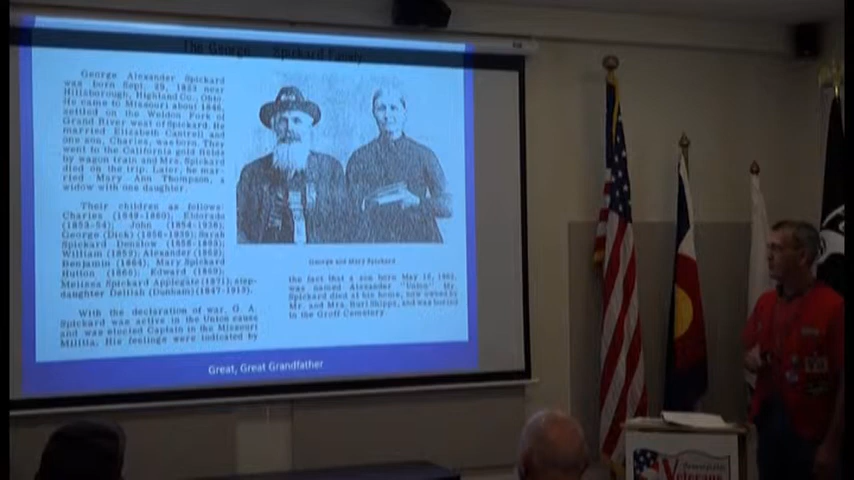 The George Spickard Family
George Alexander Spickard
was born Sept. 25, 1823 near
Hillsborough, Highland Co., Ohio.
He came to Missouri about 1846,
settled on the Weldon Fork of
Grand River west of Spickard. He
married Elizabeth Cantrell and
one son, Charles, was born. They
went to the California gold fields
by wagon train and Mrs. Spickard
died on the trip. Later, he mar-
ried Mary Ann Thompson, a
widow with one daughter.
Their children as follows:
Charles (1849-1860), Eldorado
(1853-54), John (1854-1938),
George (Dick) (1856-1935), Sarah
Spickard Denslow (1858-1893),
William (1859), Alexander (1862),
Benjamin (1864), Mary Spickard
Hutton (1866), Edward (1869),
Melissa Spickard Applegate (1871); step-
daughter Delilah (Dunham) (1847-1913).
With the declaration of war, G. A.
Spickard was active in the Union cause
and was elected Captain in the Missouri
Militia. His feelings were indicated by
George and Mary Spickard
the fact that a son born May 16, 1862,
was named Alexander "Union". Mr.
Spickard died at his home, now owned by
Mr. and Mrs. Burl Shipps, and was buried
in the Groff Cemetery.
Great, Great Grandfather
Veterans